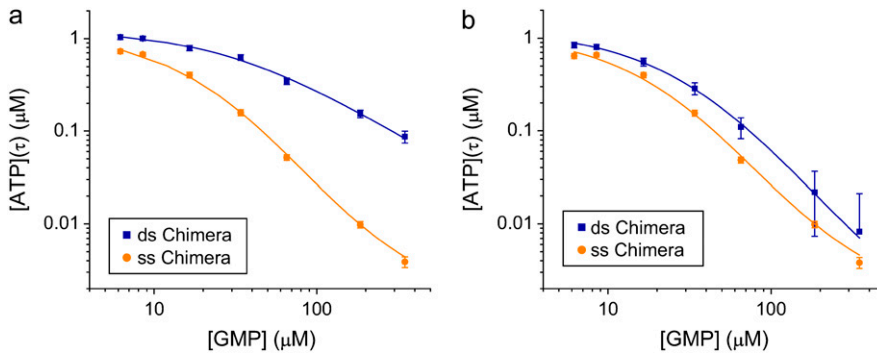 a
1
0.1
0.01
[ATP](τ) (μM)
ds Chimera
ss Chimera
10
100
[GMP] (μM)
b
1
0.1
0.01
[ATP](τ) (μM)
ds Chimera
ss Chimera
10
100
[GMP] (μM)